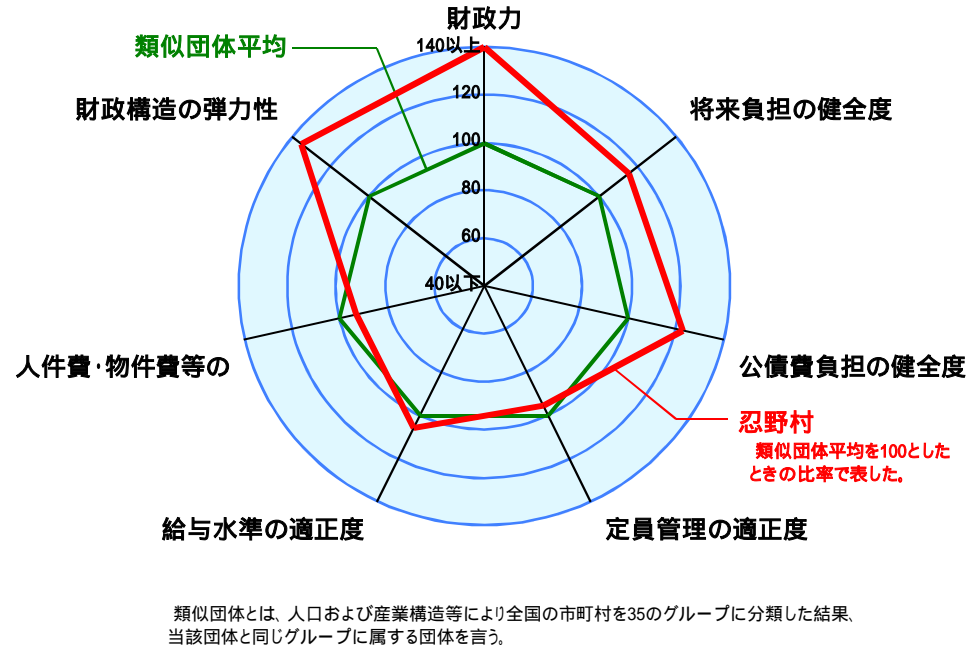 財政力
類似団体平均
140以上
財政構造の弾力性
将来負担の健全度
120
100
80
60
40以下
人件費・物件費等の
公債費負担の健全度
忍野村
類似団体平均を100とした
ときの比率で表した。
給与水準の適正度
定員管理の適正度
類似団体とは、人口および産業構造等により全国の市町村を35のグループに分類した結果、
当該団体と同じグループに属する団体を言う。